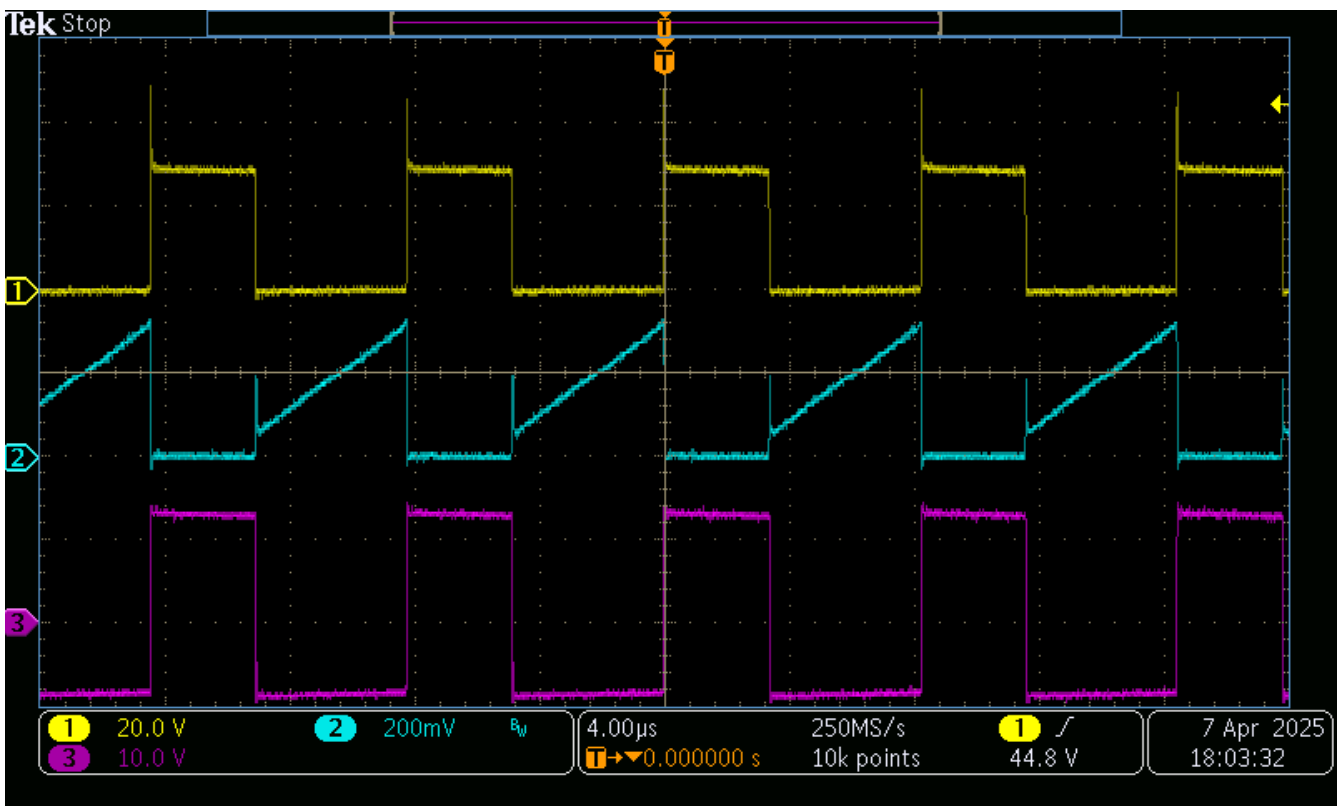 Tek Stop
T
T
1
2
3
1 20.0 V 2 200mV BW 4.00µs 250MS/s 1 7 Apr 2025
3 10.0 V T→▼0.000000 s 10k points 44.8 V 18:03:32